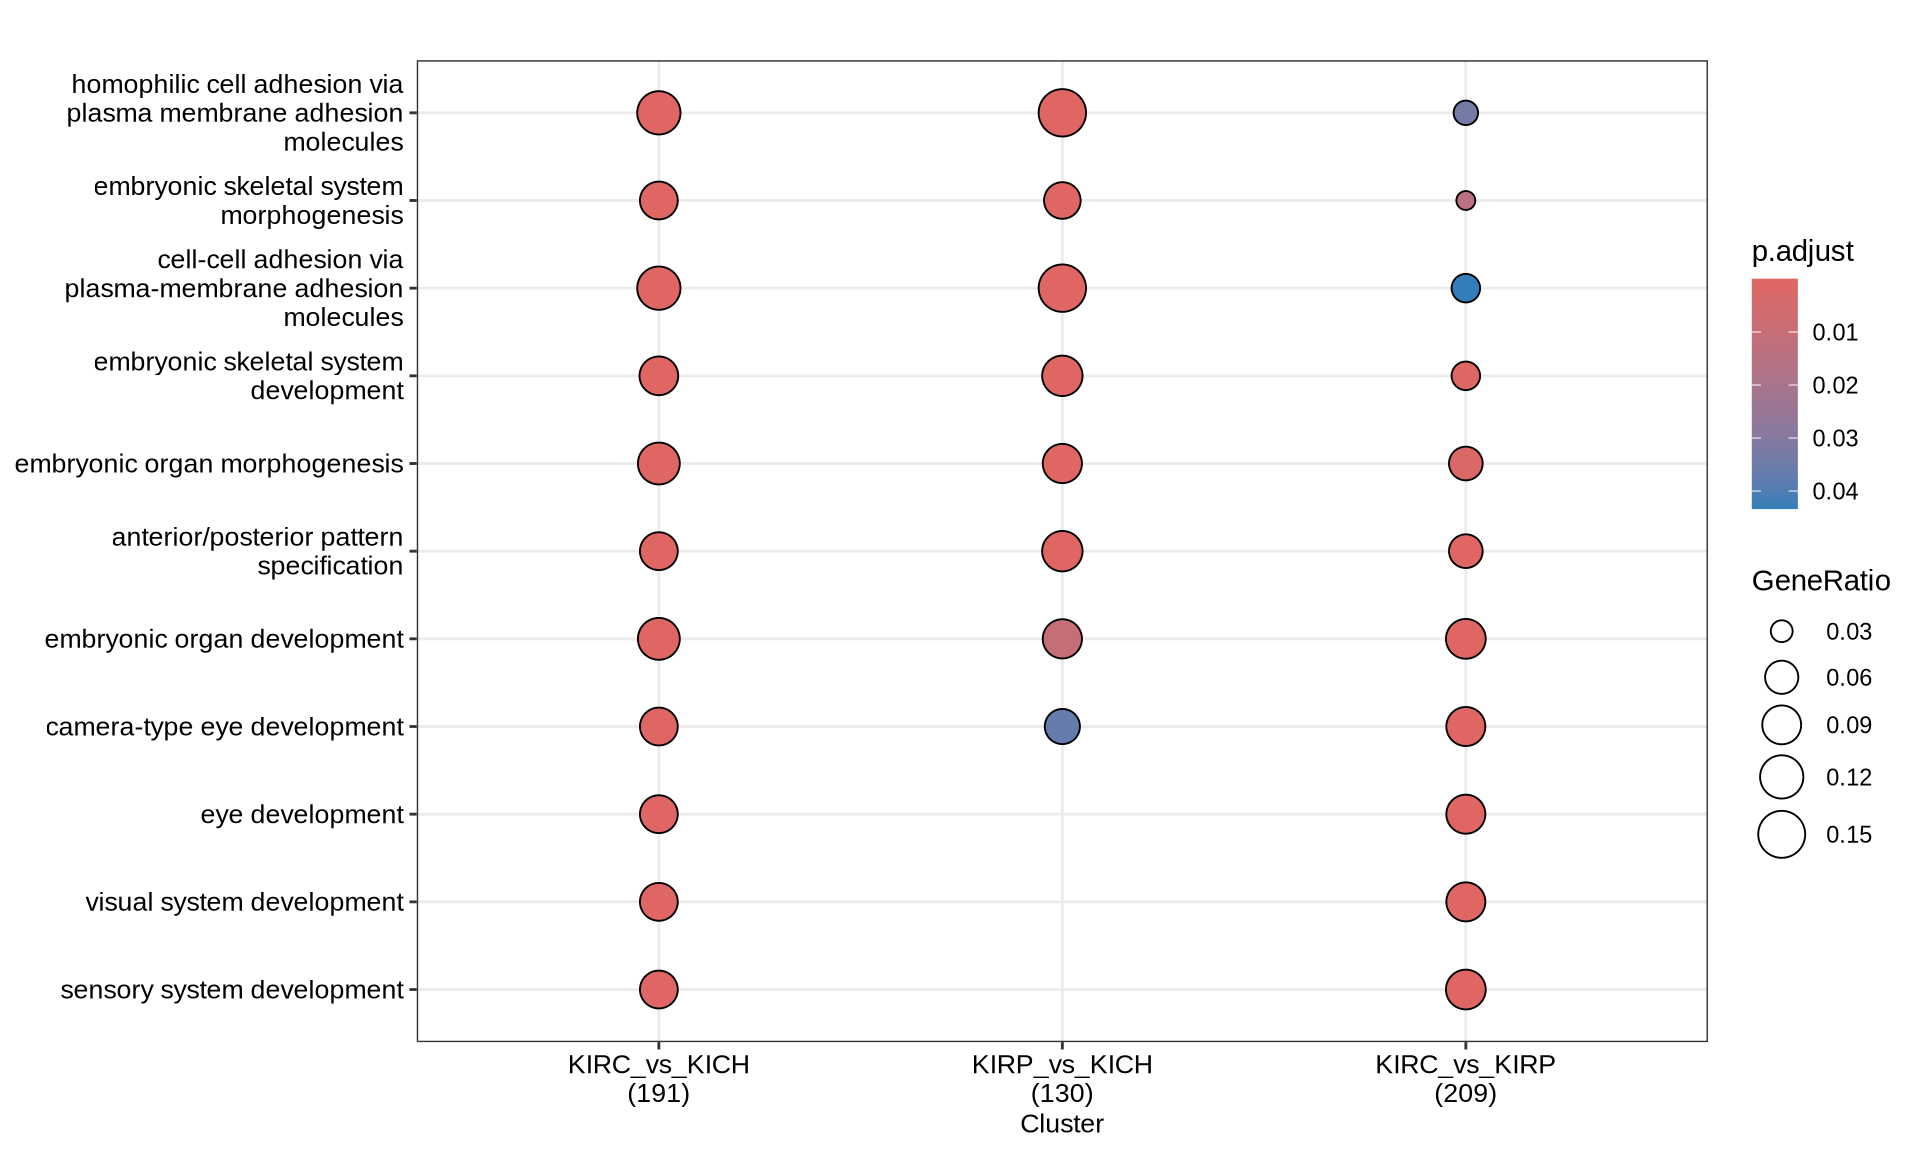 homophilic cell adhesion via
plasma membrane adhesion
molecules
embryonic skeletal system
morphogenesis
cell-cell adhesion via
plasma-membrane adhesion
molecules
embryonic skeletal system
development
embryonic organ morphogenesis
anterior/posterior pattern
specification
embryonic organ development
camera-type eye development
eye development
visual system development
sensory system development
KIRC_vs_KICH
(191)
KIRP_vs_KICH
(130)
KIRC_vs_KIRP
(209)
Cluster
p.adjust
0.01
0.02
0.03
0.04
GeneRatio
0.03
0.06
0.09
0.12
0.15